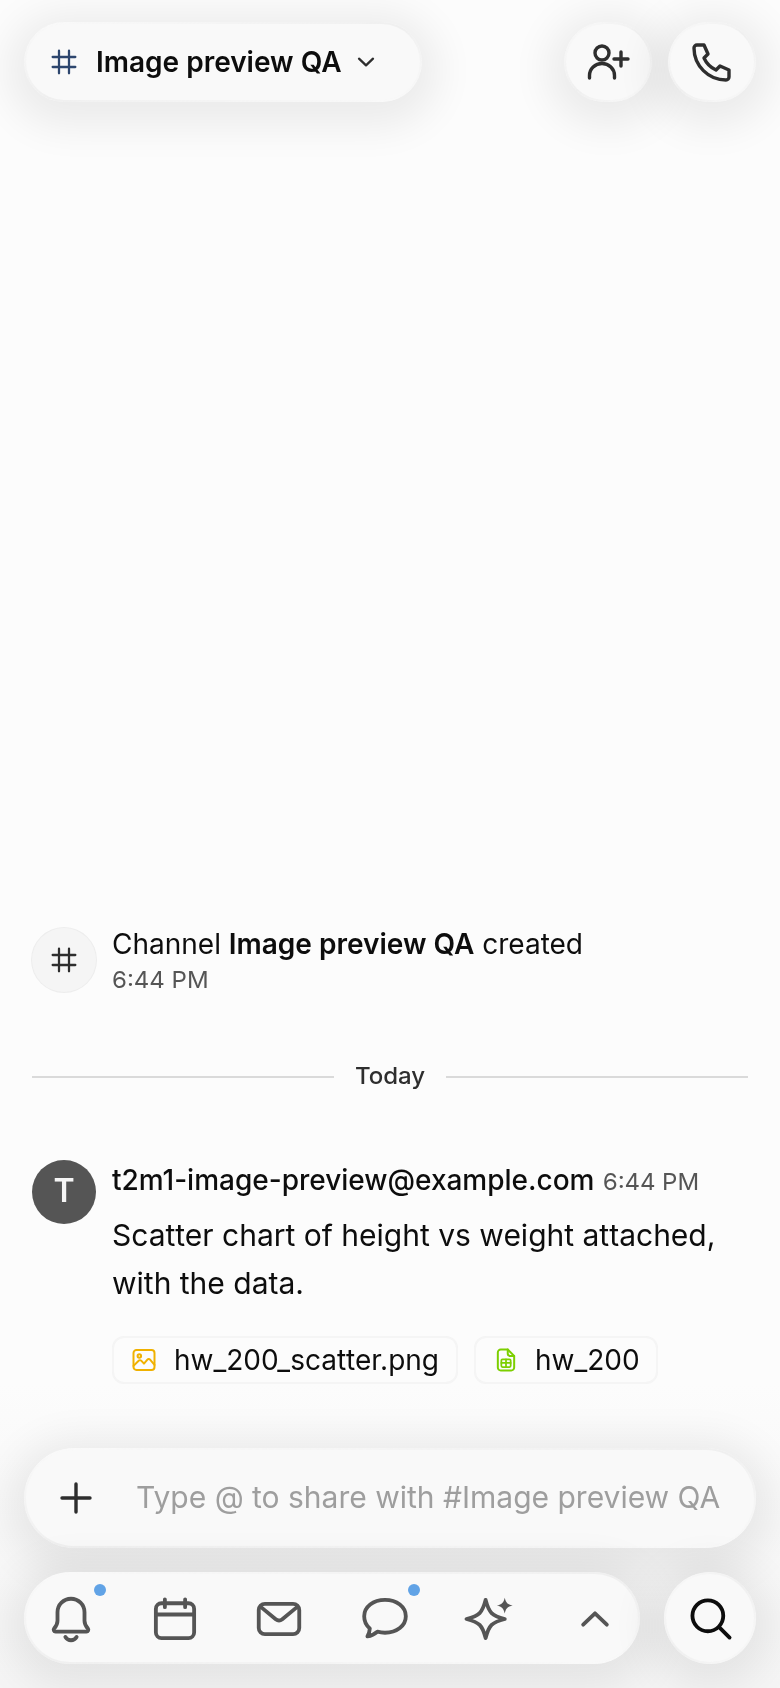 Image preview QA
Channel Image preview QA created
6:44 PM
Today
T
t2m1-image-preview@example.com 6:44 PM
Scatter chart of height vs weight attached,
with the data.
hw_200_scatter.png hw_200
Type @ to share with #Image preview QA